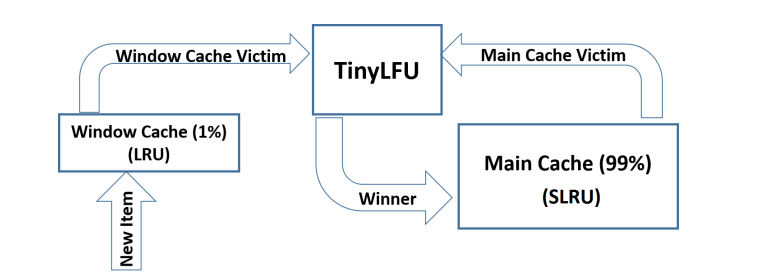 Window Cache Victim
TinyLFU
Main Cache Victim
Window Cache (1%)
(LRU)
Main Cache (99%)
(SLRU)
Winner
New Item